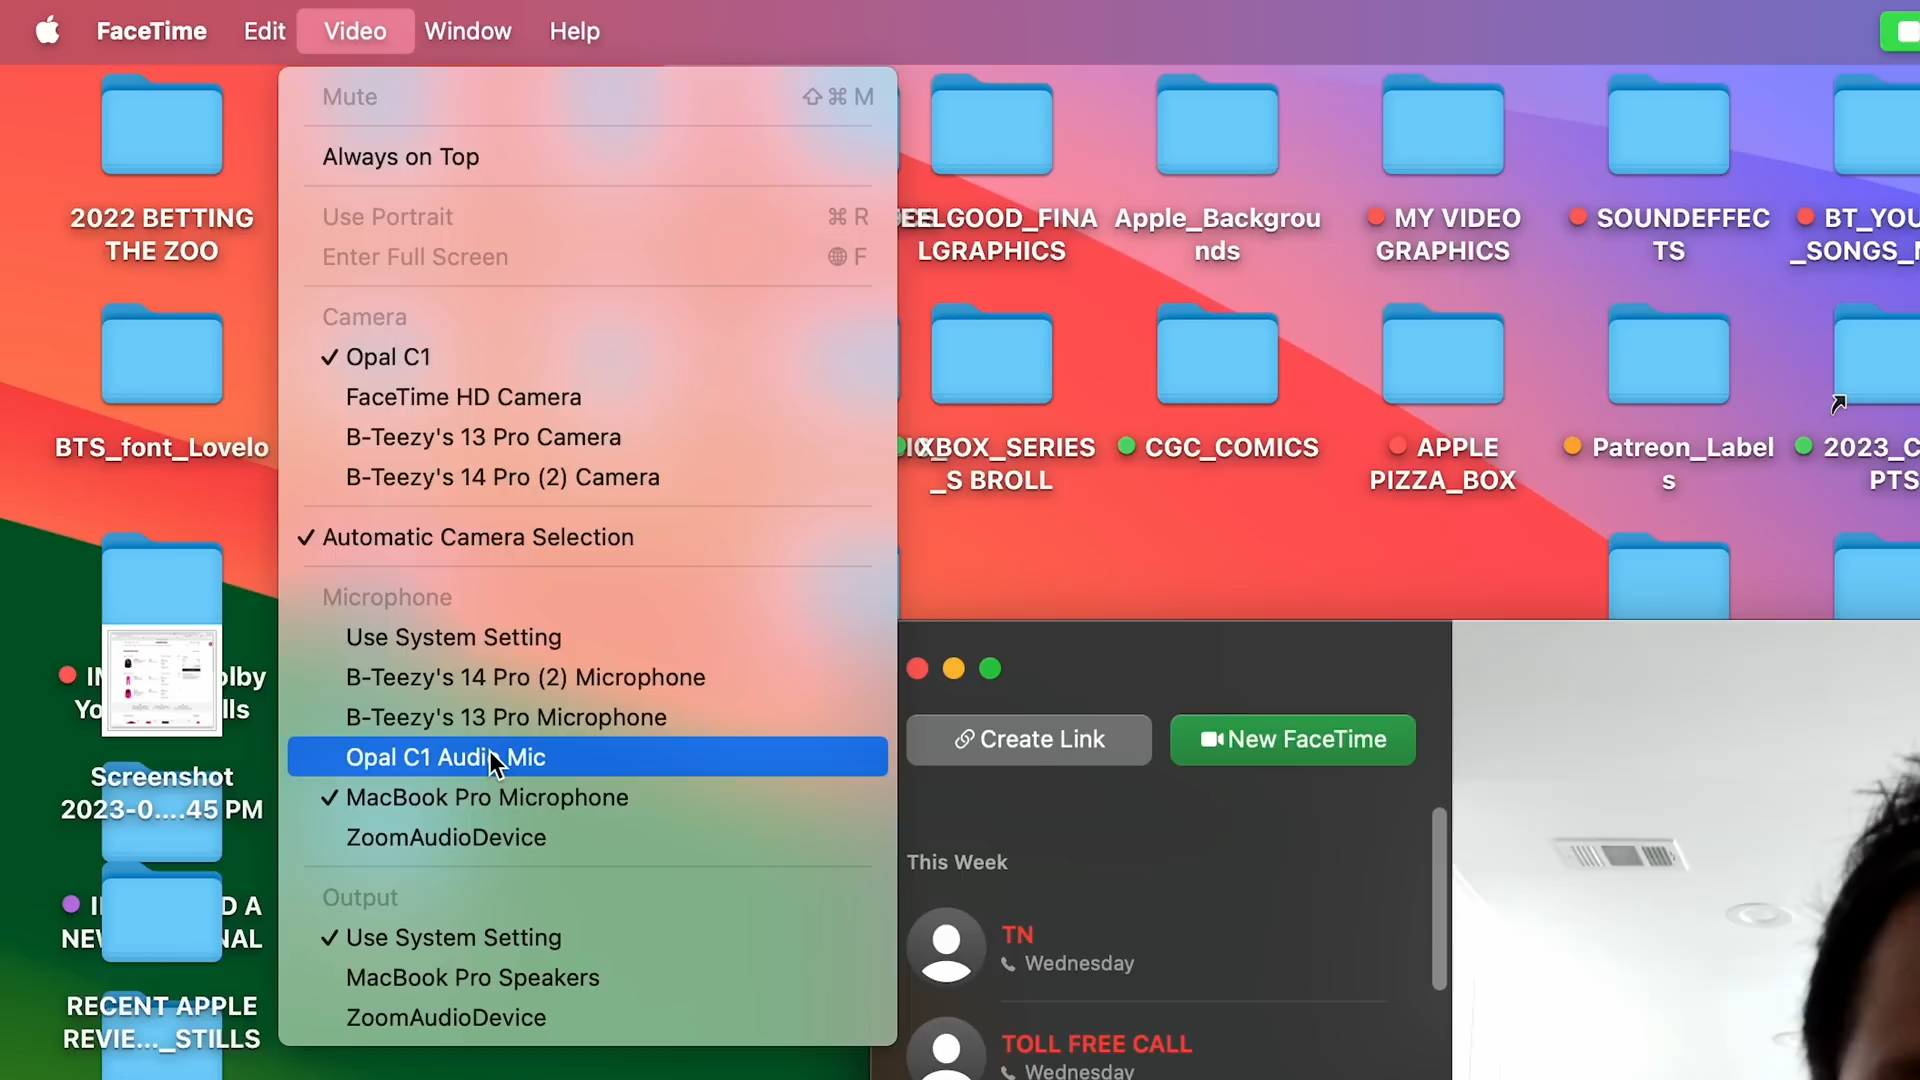 FaceTime Edit Video Window Help
Mute ⇧⌘M
Always on Top
Use Portrait ⌘R
Enter Full Screen F
Camera
✓ Opal C1
FaceTime HD Camera
B-Teezy's 13 Pro Camera
B-Teezy's 14 Pro (2) Camera
✓ Automatic Camera Selection
Microphone
Use System Setting
B-Teezy's 14 Pro (2) Microphone
B-Teezy's 13 Pro Microphone
Opal C1 Audio Mic
✓ MacBook Pro Microphone
ZoomAudioDevice
Output
✓ Use System Setting
MacBook Pro Speakers
ZoomAudioDevice
2022 BETTING
THE ZOO
BTS_font_Lovelo
Screenshot
2023-0....45 PM
RECENT APPLE
REVIE..._STILLS
ELGOOD_FINA
LGRAPHICS
Apple_Backgrou
nds
MY VIDEO
GRAPHICS
SOUNDEFFEC
TS
BT_YOU
_SONGS_
XBOX_SERIES
_S BROLL
CGC_COMICS
APPLE
PIZZA_BOX
Patreon_Label
s
2023_C
PTS
Create Link
New FaceTime
This Week
TN
Wednesday
TOLL FREE CALL
Wednesday